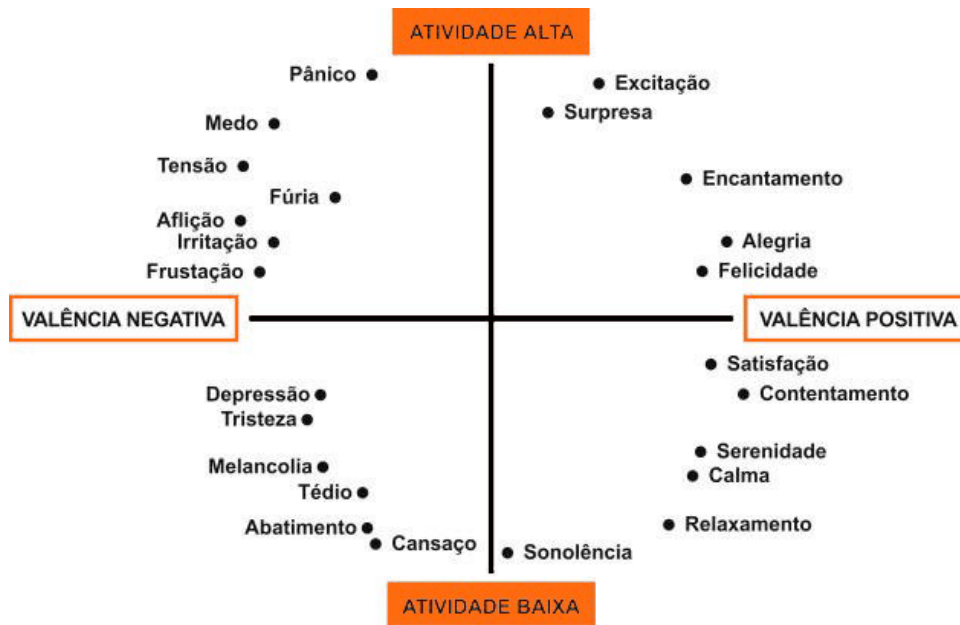 ATIVIDADE ALTA
Pânico
Excitação
Surpresa
Medo
Tensão
Encantamento
Fúria
Aflição
Irritação
Alegria
Frustação
Felicidade
VALÊNCIA NEGATIVA
VALÊNCIA POSITIVA
Satisfação
Depressão
Contentamento
Tristeza
Serenidade
Melancolia
Calma
Tédio
Relaxamento
Abatimento
Cansaço
Sonolência
ATIVIDADE BAIXA